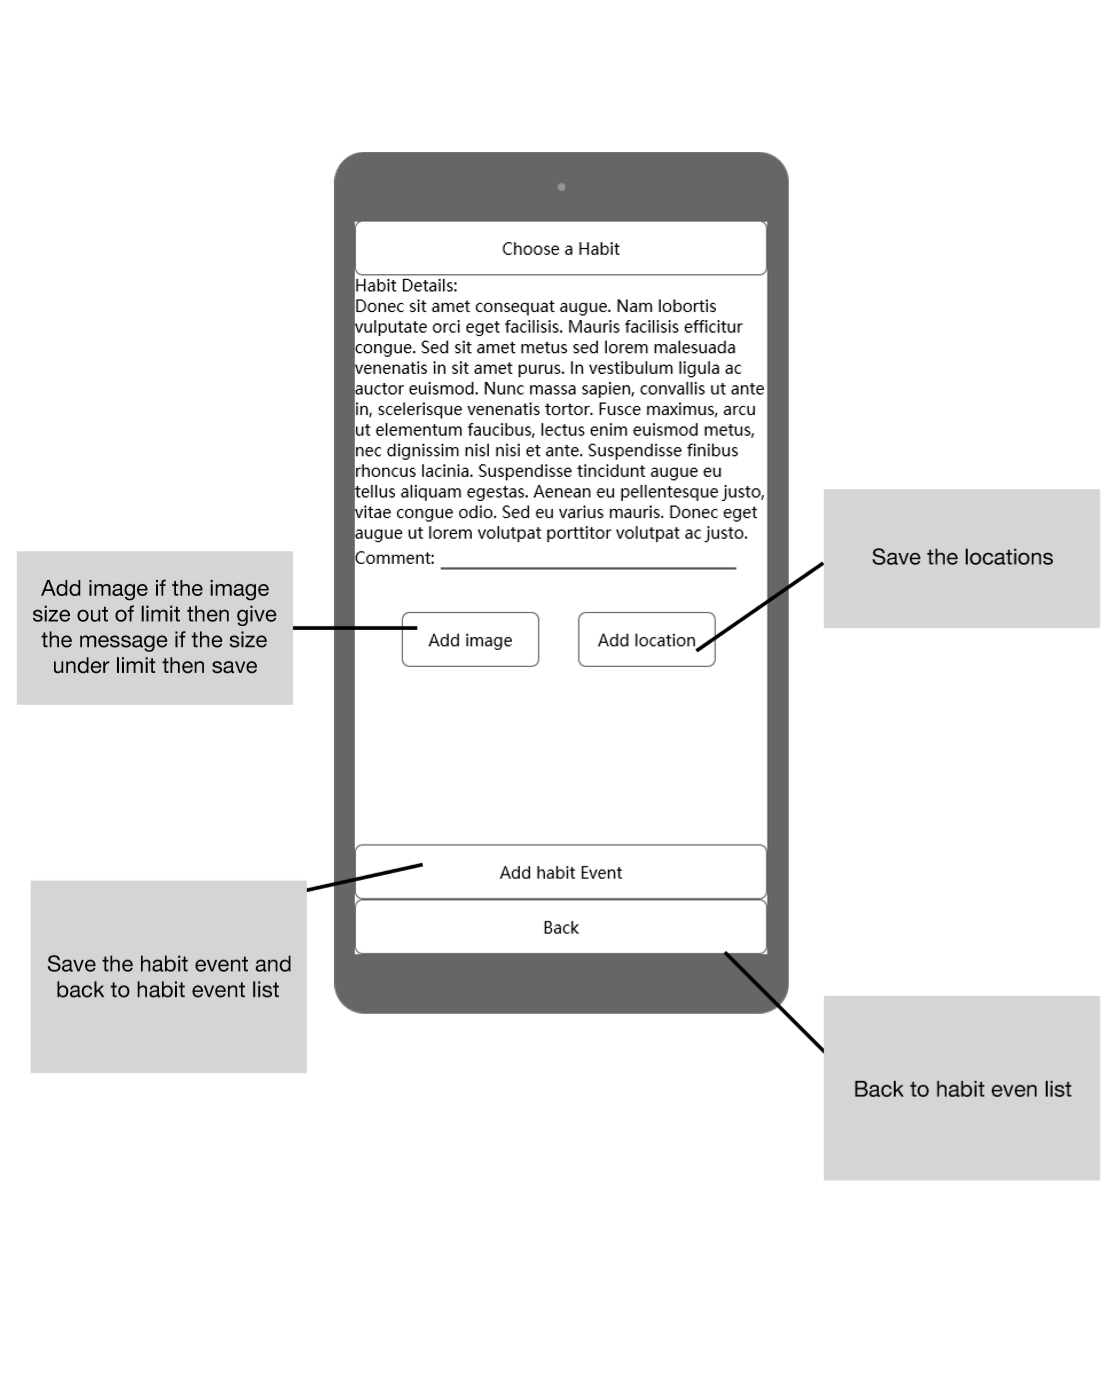 Choose a Habit
Habit Details:
Donec sit amet consequat augue. Nam lobortis
vulputate orci eget facilisis. Mauris facilisis efficitur
congue. Sed sit amet metus sed lorem malesuada
venenatis in sit amet purus. In vestibulum ligula ac
auctor euismod. Nunc massa sapien, convallis ut ante
in, scelerisque venenatis tortor. Fusce maximus, arcu
ut elementum faucibus, lectus enim euismod metus,
nec dignissim nisl nisi et ante. Suspendisse finibus
rhoncus lacinia. Suspendisse tincidunt augue eu
tellus aliquam egestas. Aenean eu pellentesque justo,
vitae congue odio. Sed eu varius mauris. Donec eget
augue ut lorem volutpat porttitor volutpat ac justo.
Comment:
Save the locations
Add image if the image
size out of limit then give
the message if the size
under limit then save
Add image
Add location
Add habit Event
Back
Save the habit event and
back to habit event list
Back to habit even list